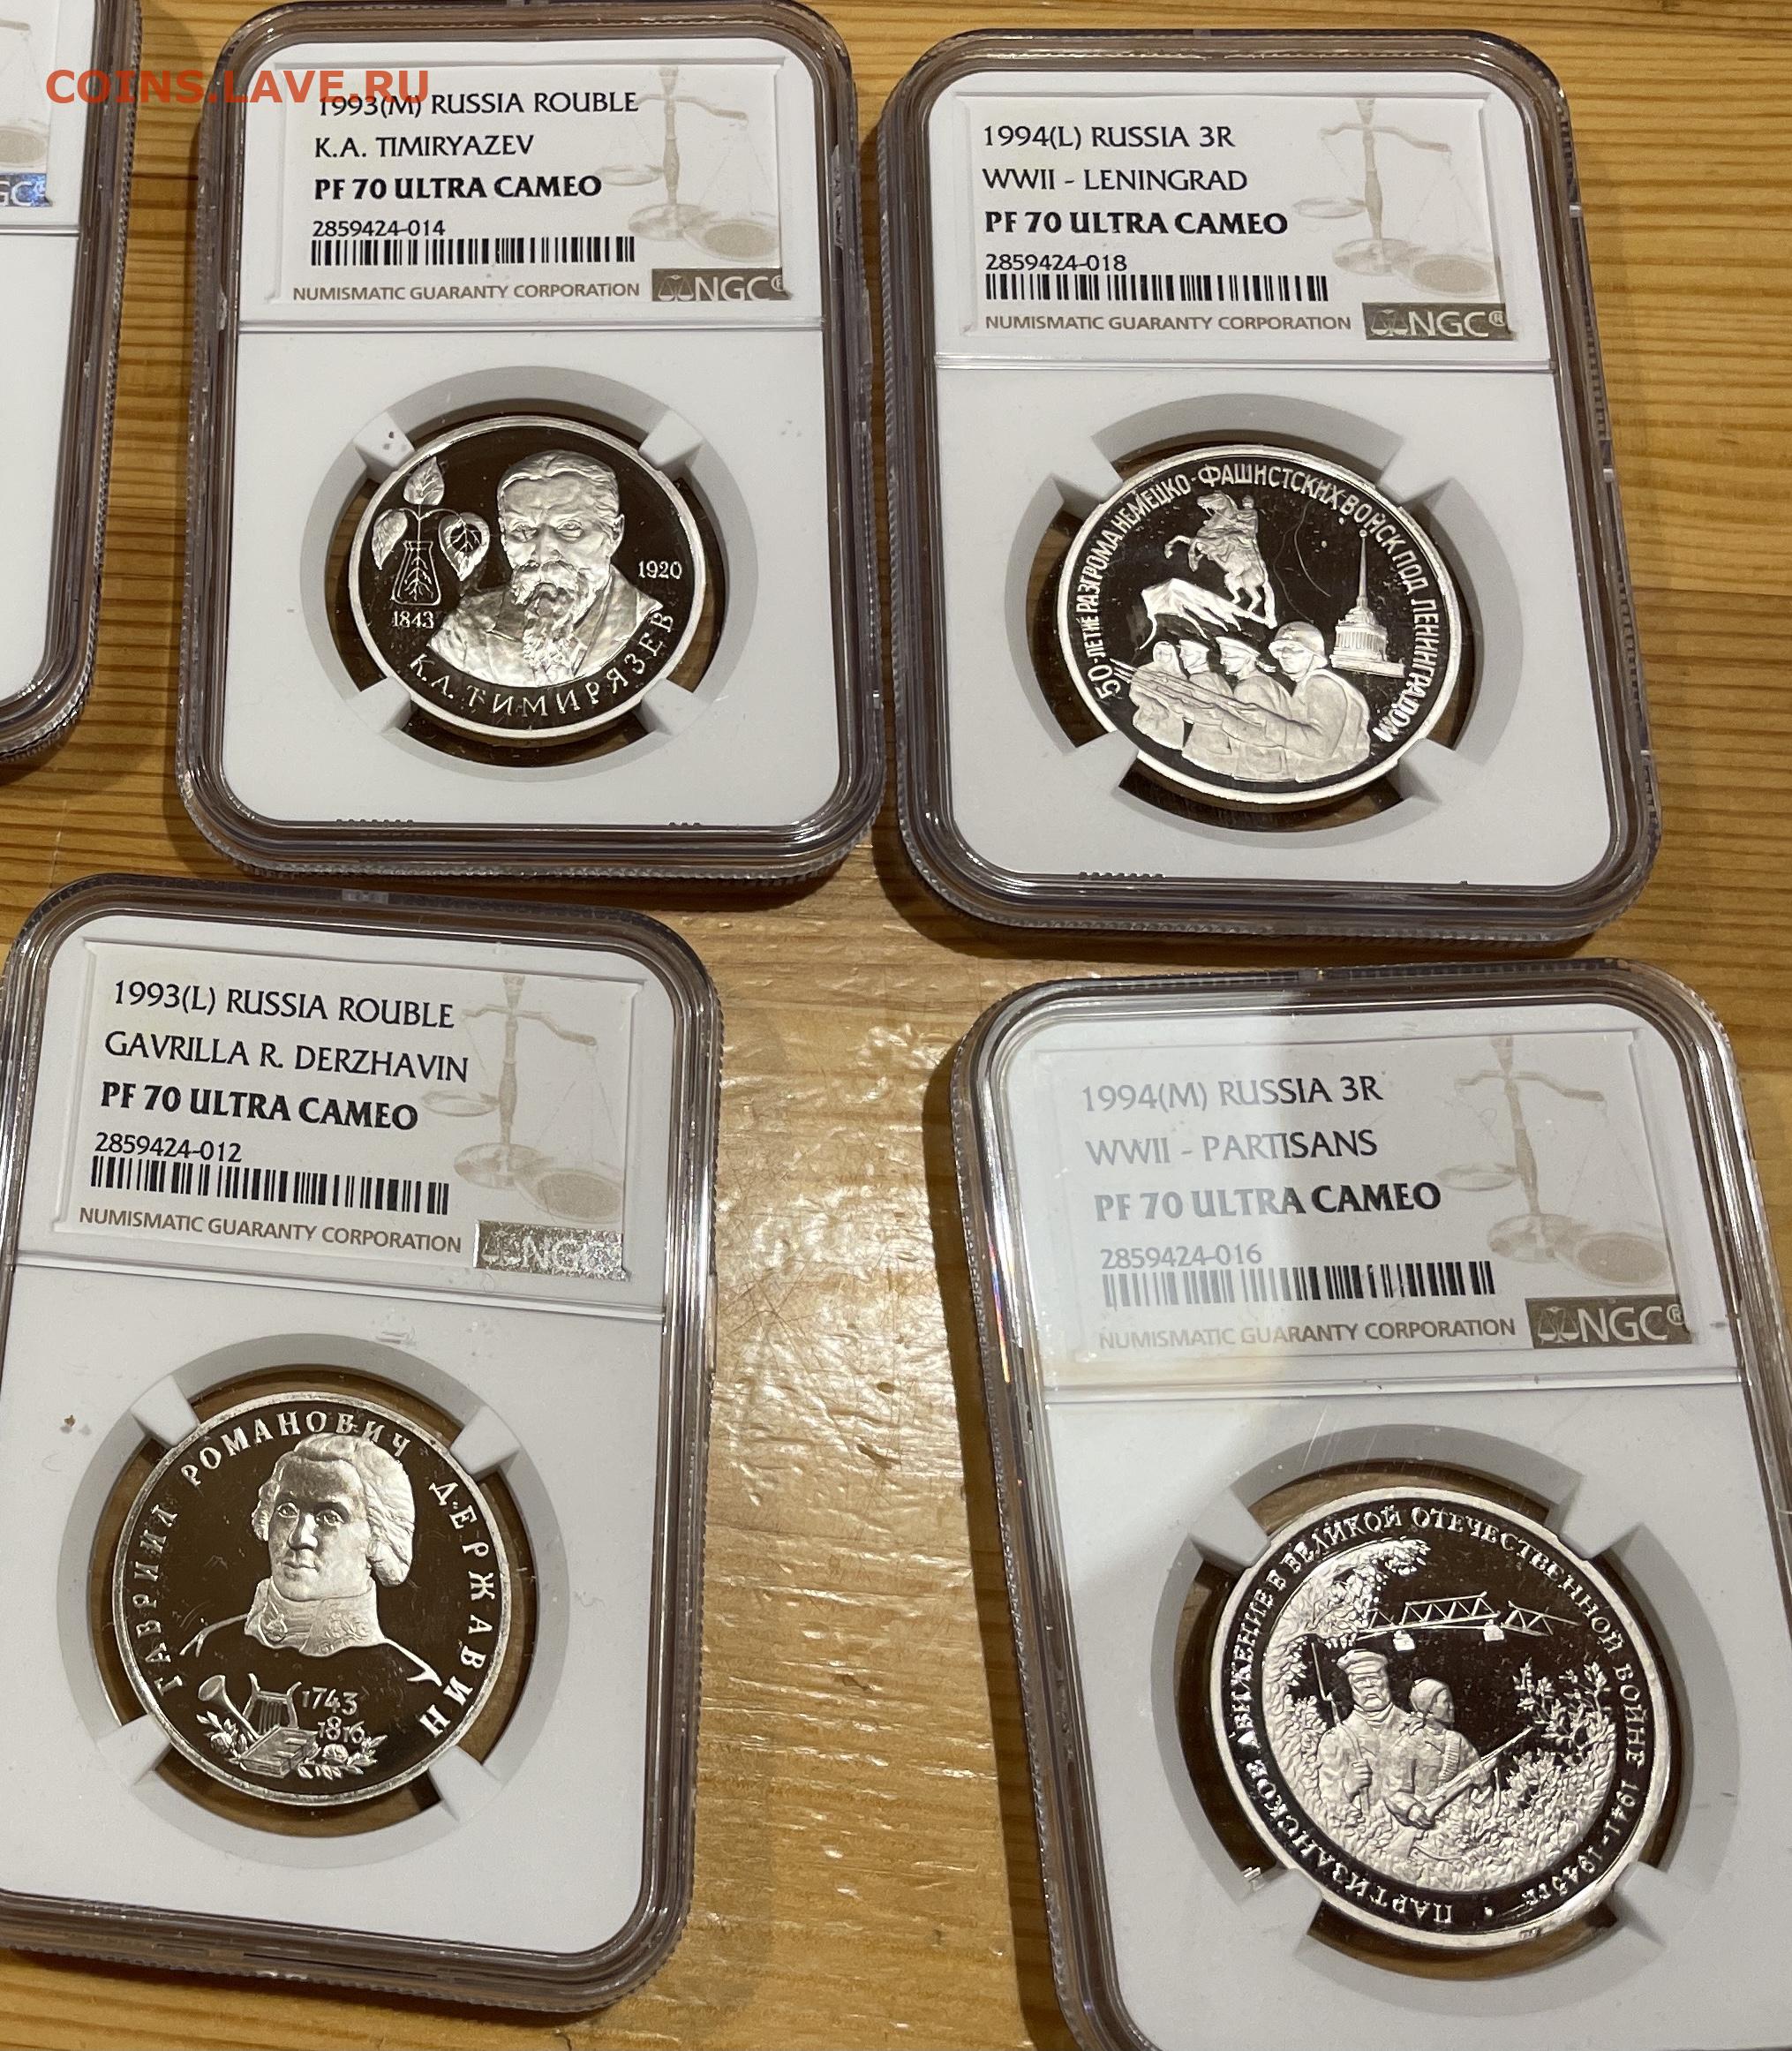 COINS.LAVE.RU
GC
1993(M) RUSSIA ROUBLE
K.A. TIMIRYAZEV
PF 70 ULTRA CAMEO
2859424-014
NUMISMATIC GUARANTY CORPORATION NGC®
1843
1920
К.А. ТИМИРЯЗЕВ
1994(L) RUSSIA 3R
WWII - LENINGRAD
PF 70 ULTRA CAMEO
2859424-018
NUMISMATIC GUARANTY CORPORATION NGC®
50-ЛЕТИЕ РАЗГРОМА НЕМЕЦКО-ФАШИСТСКИХ ВОЙСК ПОД ЛЕНИНГРАДОМ
1993(L) RUSSIA ROUBLE
GAVRILLA R. DERZHAVIN
PF 70 ULTRA CAMEO
2859424-012
NUMISMATIC GUARANTY CORPORATION NGC
ГАВРИИЛ РОМАНОВИЧ ДЕРЖАВИН
1743
1816
1994(M) RUSSIA 3R
WWII - PARTISANS
PF 70 ULTRA CAMEO
2859424-016
NUMISMATIC GUARANTY CORPORATION NGC®
ПАРТИЗАНСКОЕ ДВИЖЕНИЕ В ВЕЛИКОЙ ОТЕЧЕСТВЕННОЙ ВОЙНЕ 1941-1945 ГГ.